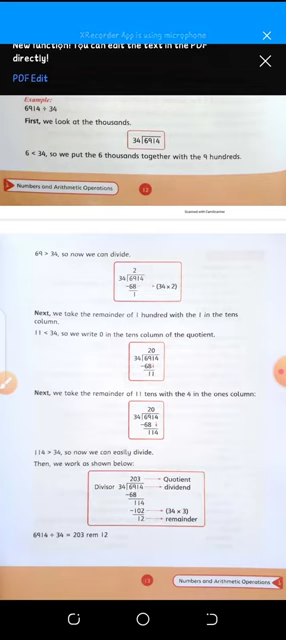 XRecorder App is using microphone
New function! You can edit the text in the PDF
directly!
PDF Edit
Example:
6914 ÷ 34
First, we look at the thousands.
34 6914
6 < 34, so we put the 6 thousands together with the 9 hundreds.
Numbers and Arithmetic Operations
12
Scanned with CamScanner
69 > 34, so now we can divide.
2
34 6914
-68 - (34 x 2)
1
Next, we take the remainder of 1 hundred with the 1 in the tens
column.
11 < 34, so we write 0 in the tens column of the quotient.
20
34 6914
-68↓
11
Next, we take the remainder of 11 tens with the 4 in the ones column:
20
34 6914
-68↓
114
114 > 34, so now we can easily divide.
Then, we work as shown below:
203 → Quotient
Divisor 34 6914 → dividend
-68
114
-102 → (34 x 3)
12 → remainder
6914 ÷ 34 = 203 rem 12
13
Numbers and Arithmetic Operations